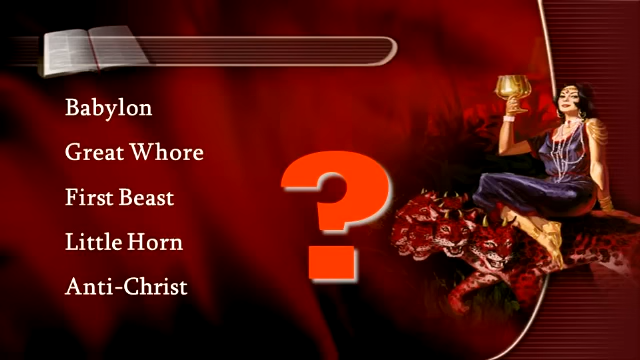 Babylon
Great Whore
First Beast
Little Horn
Anti-Christ
?